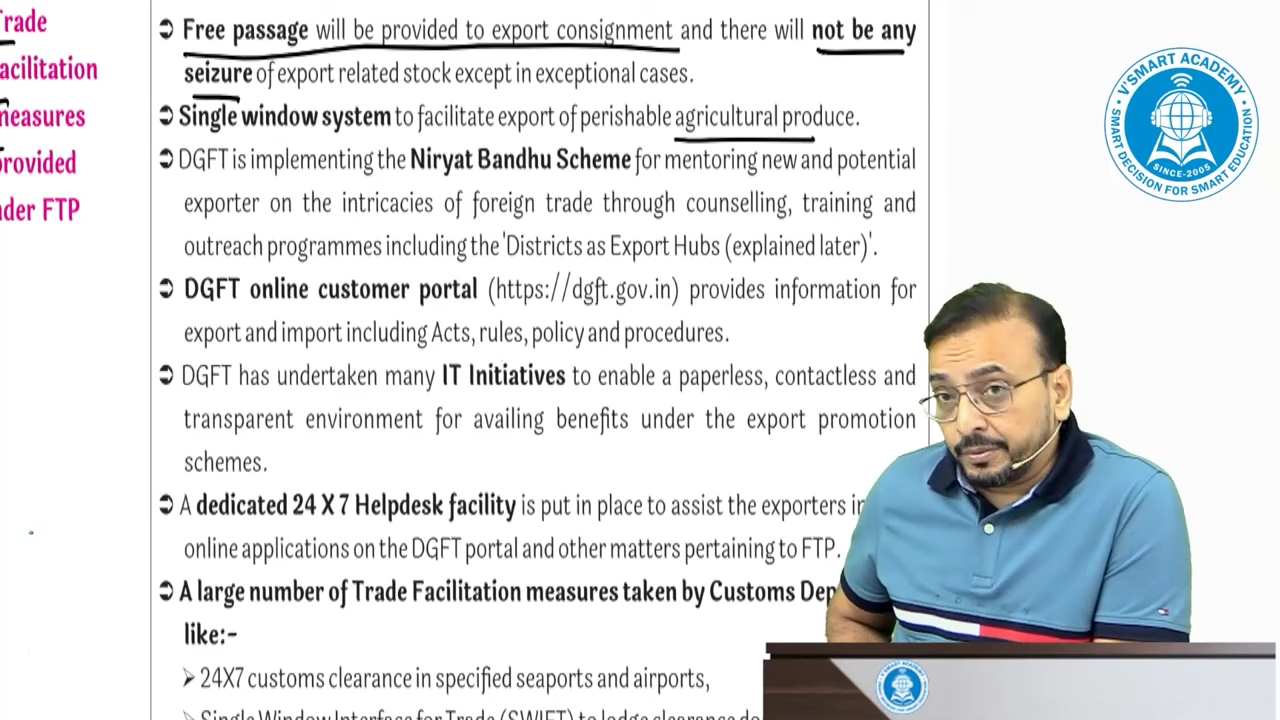 Trade
acilitation
measures
provided
nder FTP
➲ Free passage will be provided to export consignment and there will not be any
seizure of export related stock except in exceptional cases.
➲ Single window system to facilitate export of perishable agricultural produce.
➲ DGFT is implementing the Niryat Bandhu Scheme for mentoring new and potential
exporter on the intricacies of foreign trade through counselling, training and
outreach programmes including the 'Districts as Export Hubs (explained later)'.
➲ DGFT online customer portal (https://dgft.gov.in) provides information for
export and import including Acts, rules, policy and procedures.
➲ DGFT has undertaken many IT Initiatives to enable a paperless, contactless and
transparent environment for availing benefits under the export promotion
schemes.
➲ A dedicated 24 X 7 Helpdesk facility is put in place to assist the exporters in
online applications on the DGFT portal and other matters pertaining to FTP.
➲ A large number of Trade Facilitation measures taken by Customs Dep
like:-
➢ 24X7 customs clearance in specified seaports and airports,
➢ Single Window Interface for Trade (SWIFT) to lodge clearance do
V'SMART ACADEMY
SINCE-2005
SMART DECISION FOR SMART EDUCATION